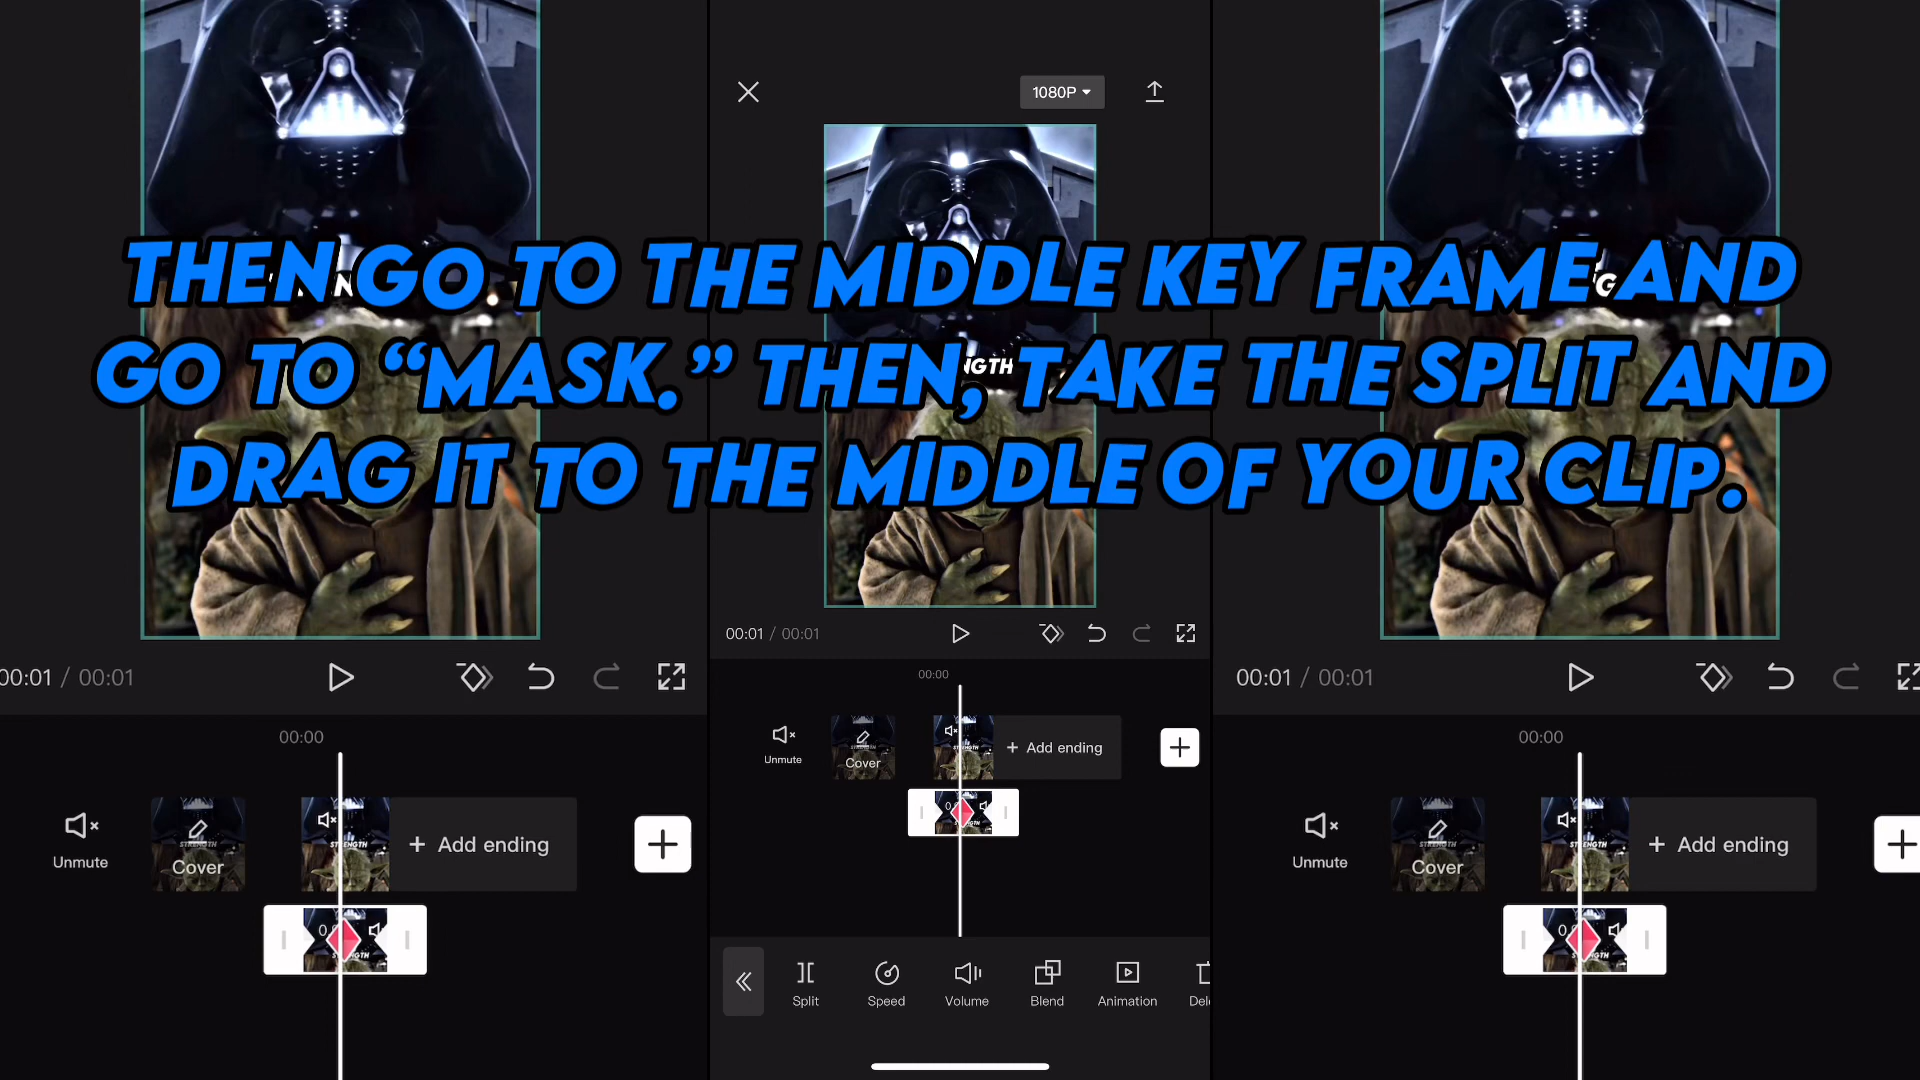 1080P
THEN GO TO THE MIDDLE KEY FRAME AND
GO TO “MASK.” THEN, TAKE THE SPLIT AND
DRAG IT TO THE MIDDLE OF YOUR CLIP.
00:01 / 00:01
00:00
Unmute
Cover
STRENGTH
+ Add ending
00:01 / 00:01
00:00
Unmute
Cover
STRENGTH
+ Add ending
Split
Speed
Volume
Blend
Animation
00:01 / 00:01
00:00
Unmute
Cover
STRENGTH
+ Add ending